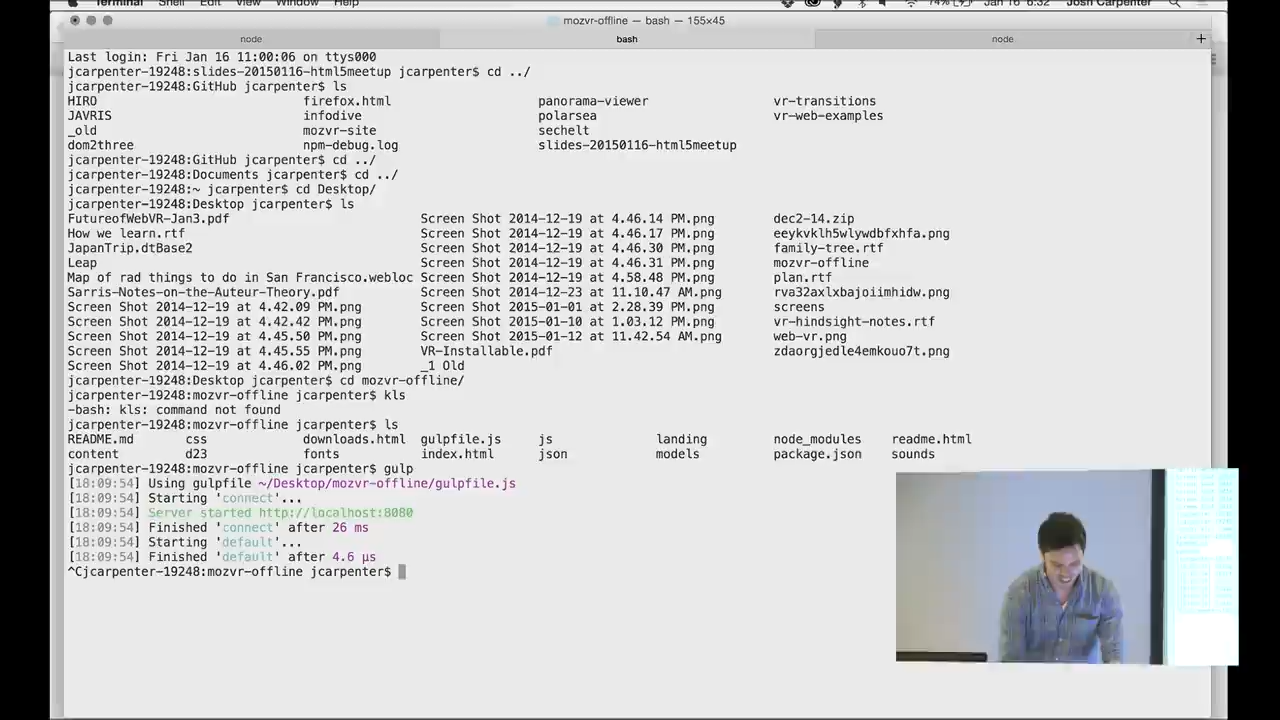 Terminal Shell Edit View Window Help 74% Jan 16 6:32 Josh Carpenter
mozvr-offline — bash — 155×45
node bash node +
Last login: Fri Jan 16 11:00:06 on ttys000
jcarpenter-19248:slides-20150116-html5meetup jcarpenter$ cd ../
jcarpenter-19248:GitHub jcarpenter$ ls
HIRO firefox.html panorama-viewer vr-transitions
JAVRIS infodive polarsea vr-web-examples
_old mozvr-site sechelt
dom2three npm-debug.log slides-20150116-html5meetup
jcarpenter-19248:GitHub jcarpenter$ cd ../
jcarpenter-19248:Documents jcarpenter$ cd ../
jcarpenter-19248:~ jcarpenter$ cd Desktop/
jcarpenter-19248:Desktop jcarpenter$ ls
FutureofWebVR-Jan3.pdf Screen Shot 2014-12-19 at 4.46.14 PM.png dec2-14.zip
How we learn.rtf Screen Shot 2014-12-19 at 4.46.17 PM.png eeykvklh5wlywdbfxhfa.png
JapanTrip.dtBase2 Screen Shot 2014-12-19 at 4.46.30 PM.png family-tree.rtf
Leap Screen Shot 2014-12-19 at 4.46.31 PM.png mozvr-offline
Map of rad things to do in San Francisco.webloc Screen Shot 2014-12-19 at 4.58.48 PM.png plan.rtf
Sarris-Notes-on-the-Auteur-Theory.pdf Screen Shot 2014-12-23 at 11.10.47 AM.png rva32axlxbajoiimhidw.png
Screen Shot 2014-12-19 at 4.42.09 PM.png Screen Shot 2015-01-01 at 2.28.39 PM.png screens
Screen Shot 2014-12-19 at 4.42.42 PM.png Screen Shot 2015-01-10 at 1.03.12 PM.png vr-hindsight-notes.rtf
Screen Shot 2014-12-19 at 4.45.50 PM.png Screen Shot 2015-01-12 at 11.42.54 AM.png web-vr.png
Screen Shot 2014-12-19 at 4.45.55 PM.png VR-Installable.pdf zdaorgjedle4emkouo7t.png
Screen Shot 2014-12-19 at 4.46.02 PM.png _1 Old
jcarpenter-19248:Desktop jcarpenter$ cd mozvr-offline/
jcarpenter-19248:mozvr-offline jcarpenter$ kls
-bash: kls: command not found
jcarpenter-19248:mozvr-offline jcarpenter$ ls
README.md css downloads.html gulpfile.js js landing node_modules readme.html
content d23 fonts index.html json models package.json sounds
jcarpenter-19248:mozvr-offline jcarpenter$ gulp
[18:09:54] Using gulpfile ~/Desktop/mozvr-offline/gulpfile.js
[18:09:54] Starting 'connect'...
[18:09:54] Server started http://localhost:8080
[18:09:54] Finished 'connect' after 26 ms
[18:09:54] Starting 'default'...
[18:09:54] Finished 'default' after 4.6 μs
^Cjcarpenter-19248:mozvr-offline jcarpenter$